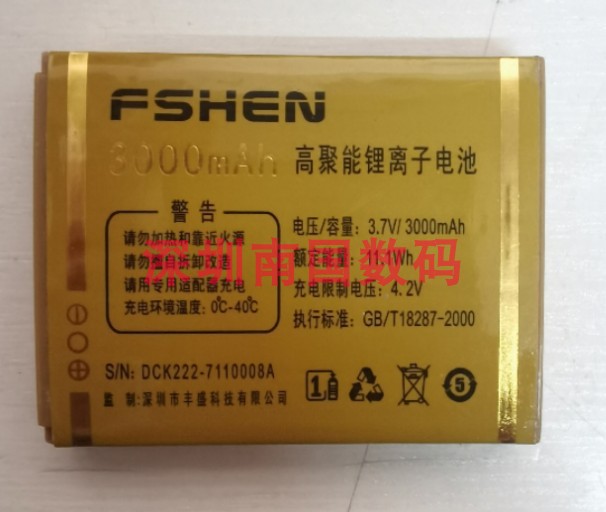 FSHEN
3000mAh 高聚能锂离子电池
警告
请勿加热和靠近火源
请勿擅自拆卸改造
请用专用适配器充电
充电环境温度：0℃-40℃
电压/容量：3.7V/3000mAh
额定能量：11.1Wh
充电限制电压：4.2V
执行标准：GB/T18287-2000
深圳南国数码
S/N: DCK222-7110008A
监 制:深圳市丰盛科技有限公司
1
5